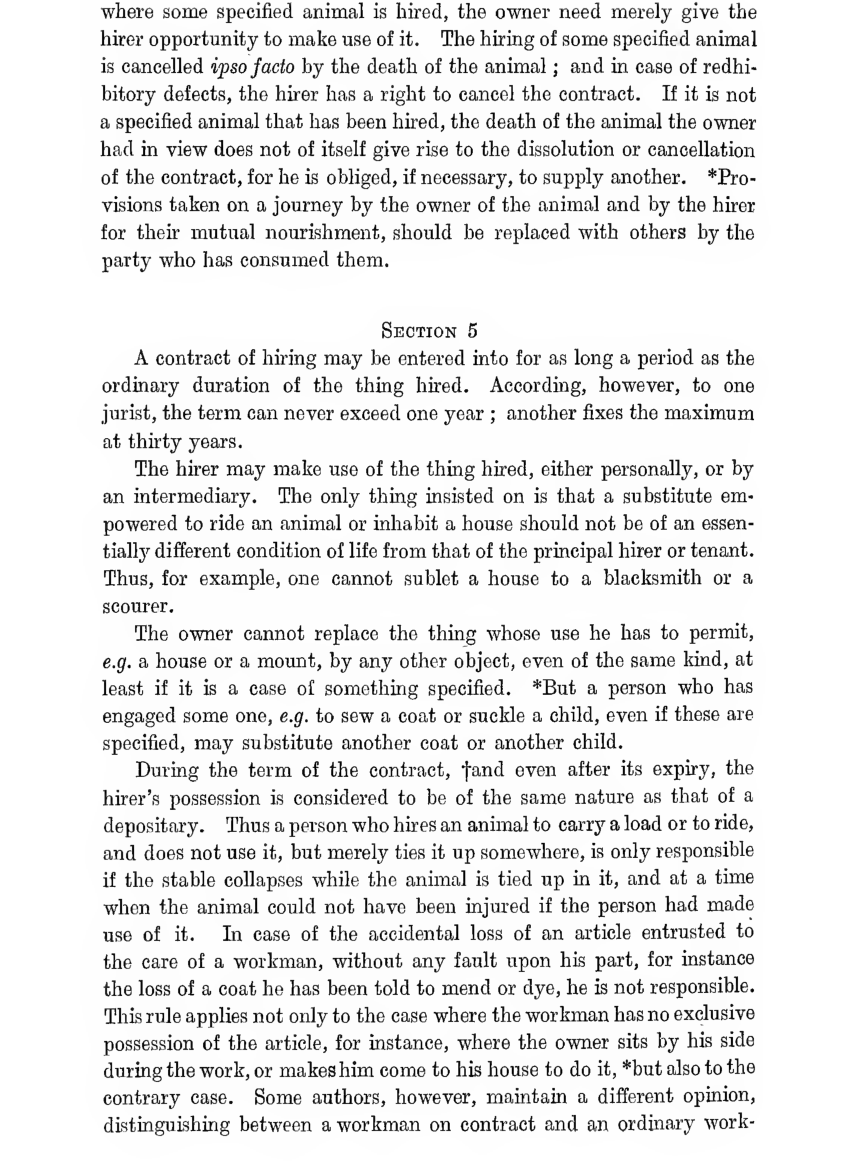 where some specified animal is hired, the owner need merely give the
hirer opportunity to make use of it. The hiring of some specified animal
is cancelled ipso facto by the death of the animal ; and in case of redhi-
bitory defects, the hirer has a right to cancel the contract. If it is not
a specified animal that has been hired, the death of the animal the owner
had in view does not of itself give rise to the dissolution or cancellation
of the contract, for he is obliged, if necessary, to supply another. *Pro-
visions taken on a journey by the owner of the animal and by the hirer
for their mutual nourishment, should be replaced with others by the
party who has consumed them.
Section 5
A contract of hiring may be entered into for as long a period as the
ordinary duration of the thing hired. According, however, to one
jurist, the term can never exceed one year ; another fixes the maximum
at thirty years.
The hirer may make use of the thing hired, either personally, or by
an intermediary. The only thing insisted on is that a substitute em-
powered to ride an animal or inhabit a house should not be of an essen-
tially different condition of life from that of the principal hirer or tenant.
Thus, for example, one cannot sublet a house to a blacksmith or a
scourer.
The owner cannot replace the thing whose use he has to permit,
e.g. a house or a mount, by any other object, even of the same kind, at
least if it is a case of something specified. *But a person who has
engaged some one, e.g. to sew a coat or suckle a child, even if these are
specified, may substitute another coat or another child.
During the term of the contract, †and even after its expiry, the
hirer's possession is considered to be of the same nature as that of a
depositary. Thus a person who hires an animal to carry a load or to ride,
and does not use it, but merely ties it up somewhere, is only responsible
if the stable collapses while the animal is tied up in it, and at a time
when the animal could not have been injured if the person had made
use of it. In case of the accidental loss of an article entrusted to
the care of a workman, without any fault upon his part, for instance
the loss of a coat he has been told to mend or dye, he is not responsible.
This rule applies not only to the case where the workman has no exclusive
possession of the article, for instance, where the owner sits by his side
during the work, or makes him come to his house to do it, *but also to the
contrary case. Some authors, however, maintain a different opinion,
distinguishing between a workman on contract and an ordinary work-